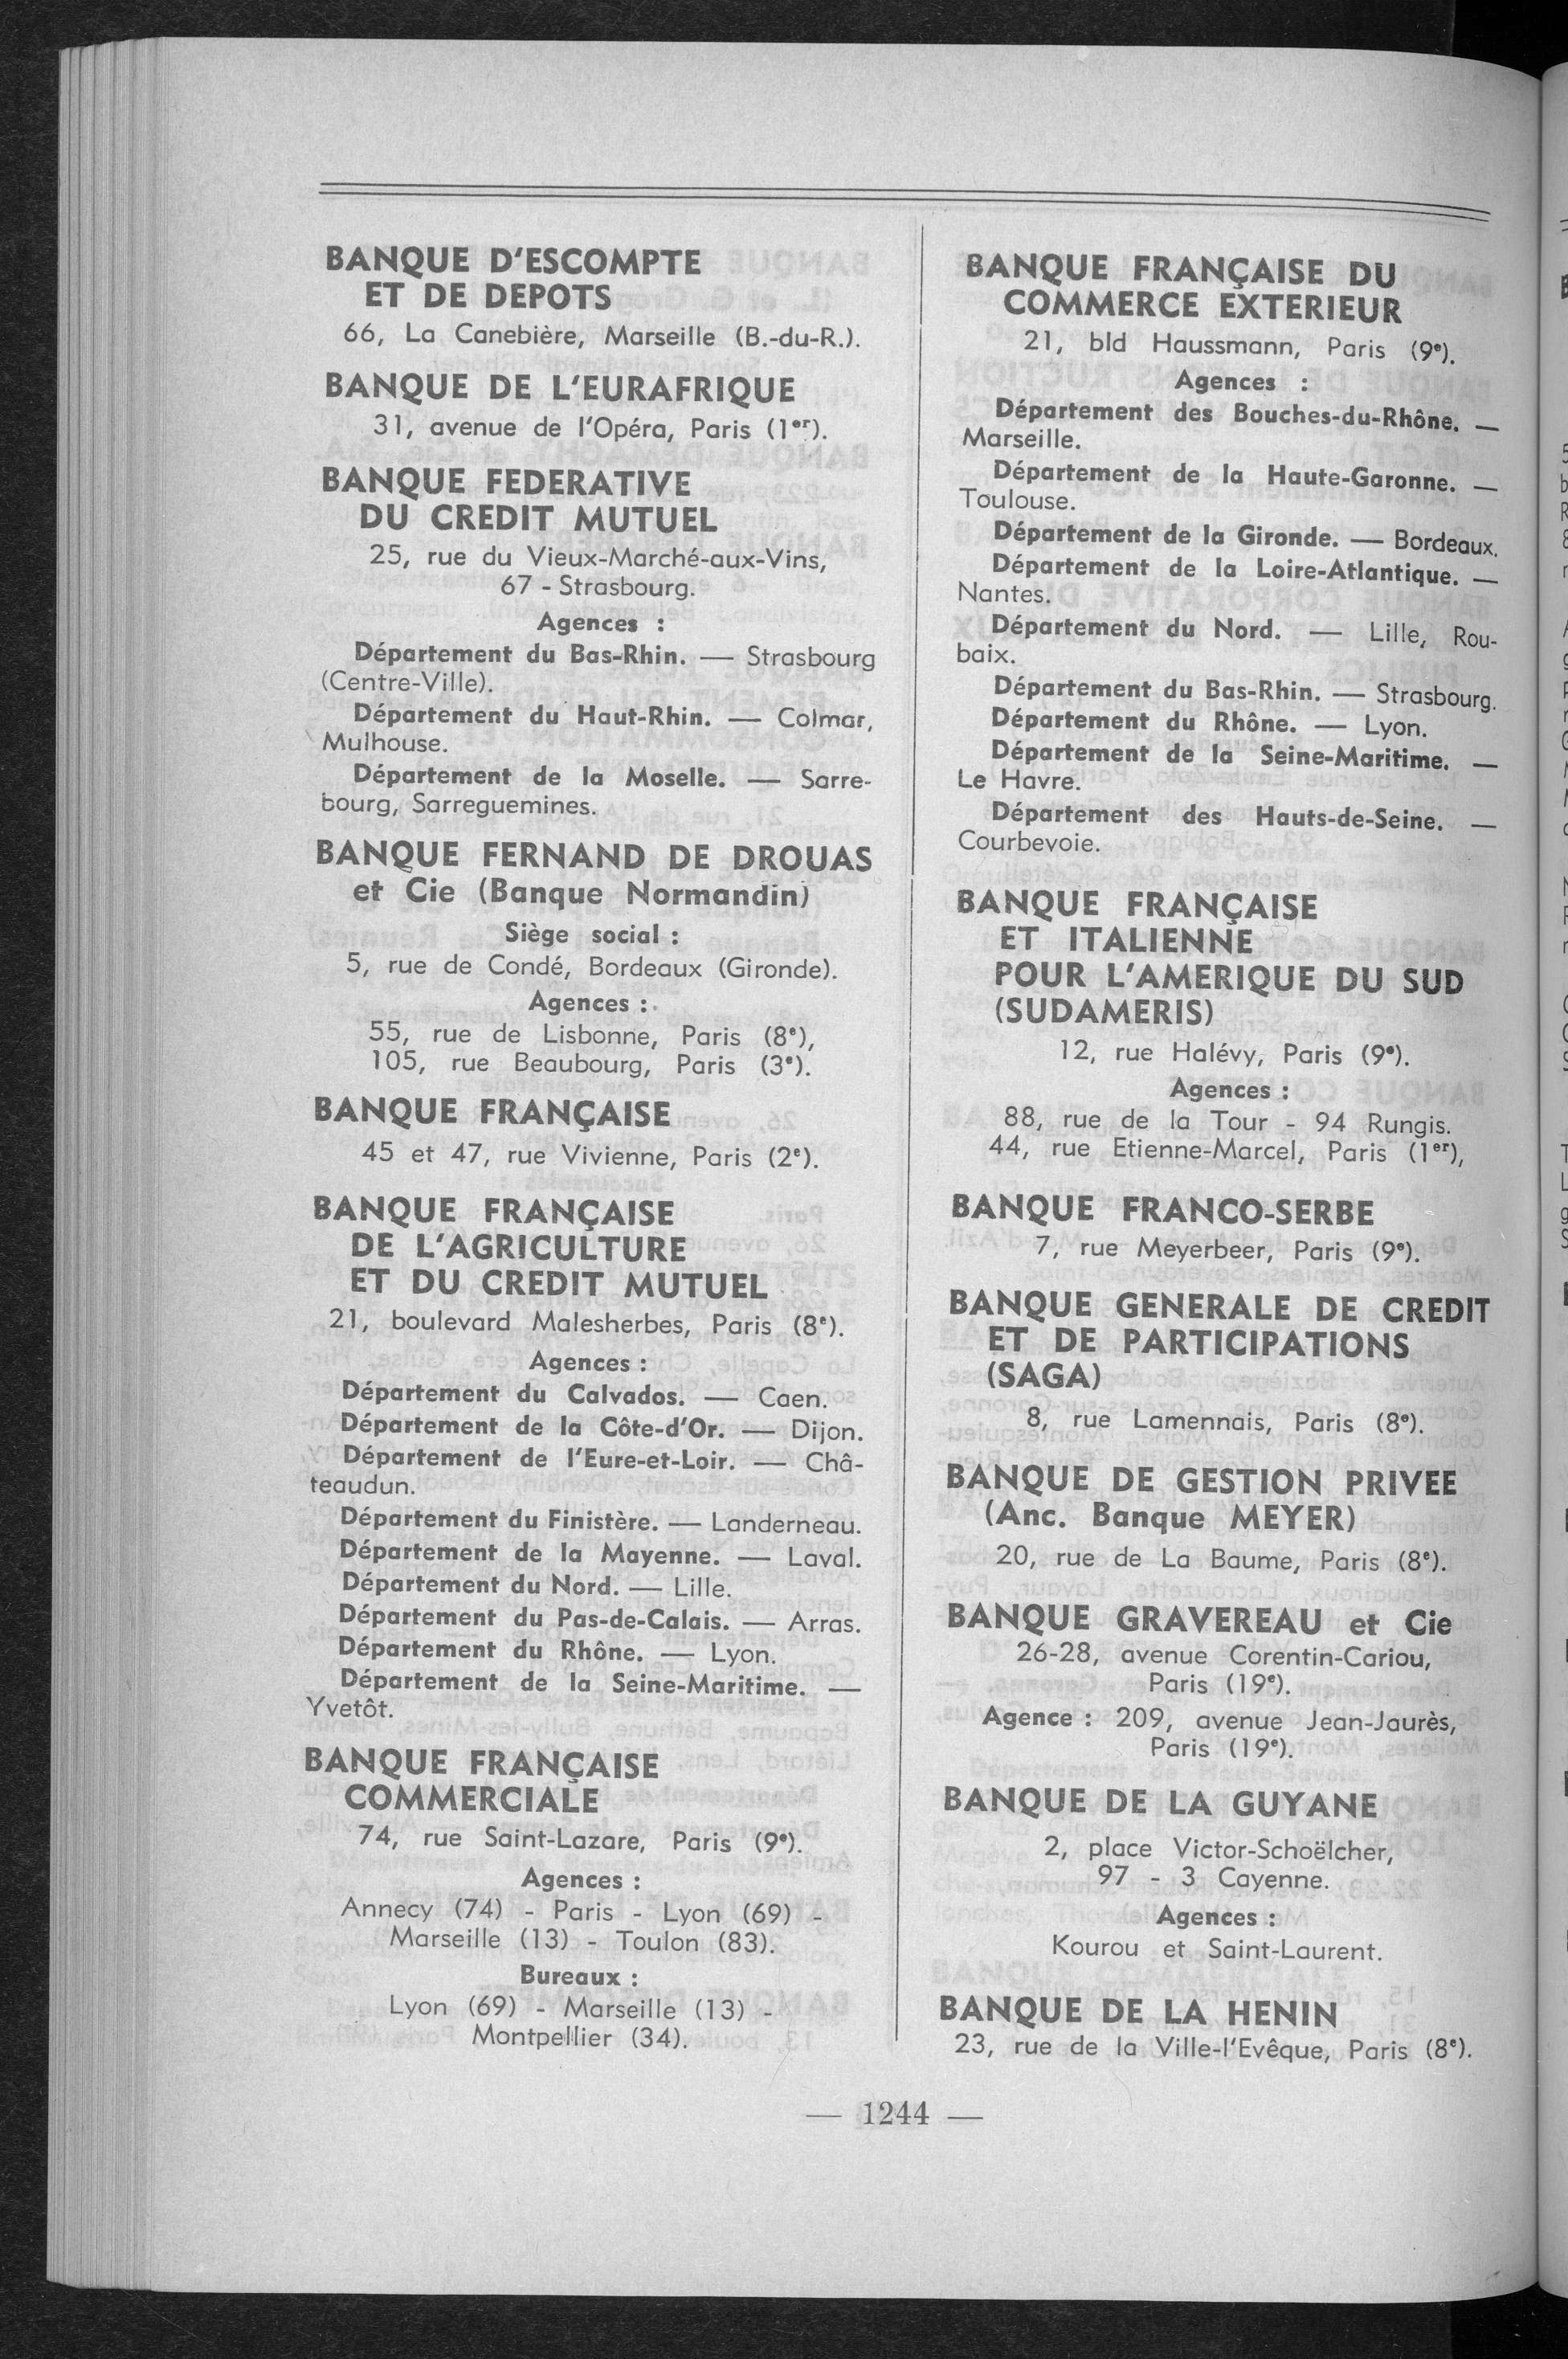 BANQUE D'ESCOMPTE
ET DE DEPOTS
66, La Canebière, Marseille (B.-du-R.).
BANQUE DE L'EURAFRIQUE
31, avenue de l'Opéra, Paris (1er).
BANQUE FEDERATIVE
DU CREDIT MUTUEL
25, rue du Vieux-Marché-aux-Vins,
67 - Strasbourg.
Agences :
Département du Bas-Rhin. — Strasbourg
(Centre-Ville).
Département du Haut-Rhin. — Colmar,
Mulhouse.
Département de la Moselle. — Sarre-
bourg, Sarreguemines.
BANQUE FERNAND DE DROUAS
et Cie (Banque Normandin)
Siège social :
5, rue de Condé, Bordeaux (Gironde).
Agences :
55, rue de Lisbonne, Paris (8e),
105, rue Beaubourg, Paris (3e).
BANQUE FRANÇAISE
45 et 47, rue Vivienne, Paris (2e).
BANQUE FRANÇAISE
DE L'AGRICULTURE
ET DU CREDIT MUTUEL
21, boulevard Malesherbes, Paris (8e).
Agences :
Département du Calvados. — Caen.
Département de la Côte-d'Or. — Dijon.
Département de l'Eure-et-Loir. — Châ-
teaudun.
Département du Finistère. — Landerneau.
Département de la Mayenne. — Laval.
Département du Nord. — Lille.
Département du Pas-de-Calais. — Arras.
Département du Rhône. — Lyon.
Département de la Seine-Maritime. —
Yvetôt.
BANQUE FRANÇAISE
COMMERCIALE
74, rue Saint-Lazare, Paris (9e).
Agences :
Annecy (74) - Paris - Lyon (69) -
Marseille (13) - Toulon (83).
Bureaux :
Lyon (69) - Marseille (13) -
Montpellier (34).
BANQUE FRANÇAISE DU
COMMERCE EXTERIEUR
21, bld Haussmann, Paris (9e).
Agences :
Département des Bouches-du-Rhône. —
Marseille.
Département de la Haute-Garonne. —
Toulouse.
Département de la Gironde. — Bordeaux.
Département de la Loire-Atlantique. —
Nantes.
Département du Nord. — Lille, Rou-
baix.
Département du Bas-Rhin. — Strasbourg.
Département du Rhône. — Lyon.
Département de la Seine-Maritime. —
Le Havre.
Département des Hauts-de-Seine. —
Courbevoie.
BANQUE FRANÇAISE
ET ITALIENNE
POUR L'AMERIQUE DU SUD
(SUDAMERIS)
12, rue Halévy, Paris (9e).
Agences :
88, rue de la Tour - 94 Rungis.
44, rue Etienne-Marcel, Paris (1er),
BANQUE FRANCO-SERBE
7, rue Meyerbeer, Paris (9e).
BANQUE GENERALE DE CREDIT
ET DE PARTICIPATIONS
(SAGA)
8, rue Lamennais, Paris (8e).
BANQUE DE GESTION PRIVEE
(Anc. Banque MEYER)
20, rue de La Baume, Paris (8e).
BANQUE GRAVEREAU et Cie
26-28, avenue Corentin-Cariou,
Paris (19e).
Agence : 209, avenue Jean-Jaurès,
Paris (19e).
BANQUE DE LA GUYANE
2, place Victor-Schoëlcher,
97 - 3 Cayenne.
Agences :
Kourou et Saint-Laurent.
BANQUE DE LA HENIN
23, rue de la Ville-l'Evêque, Paris (8e).
— 1244 —